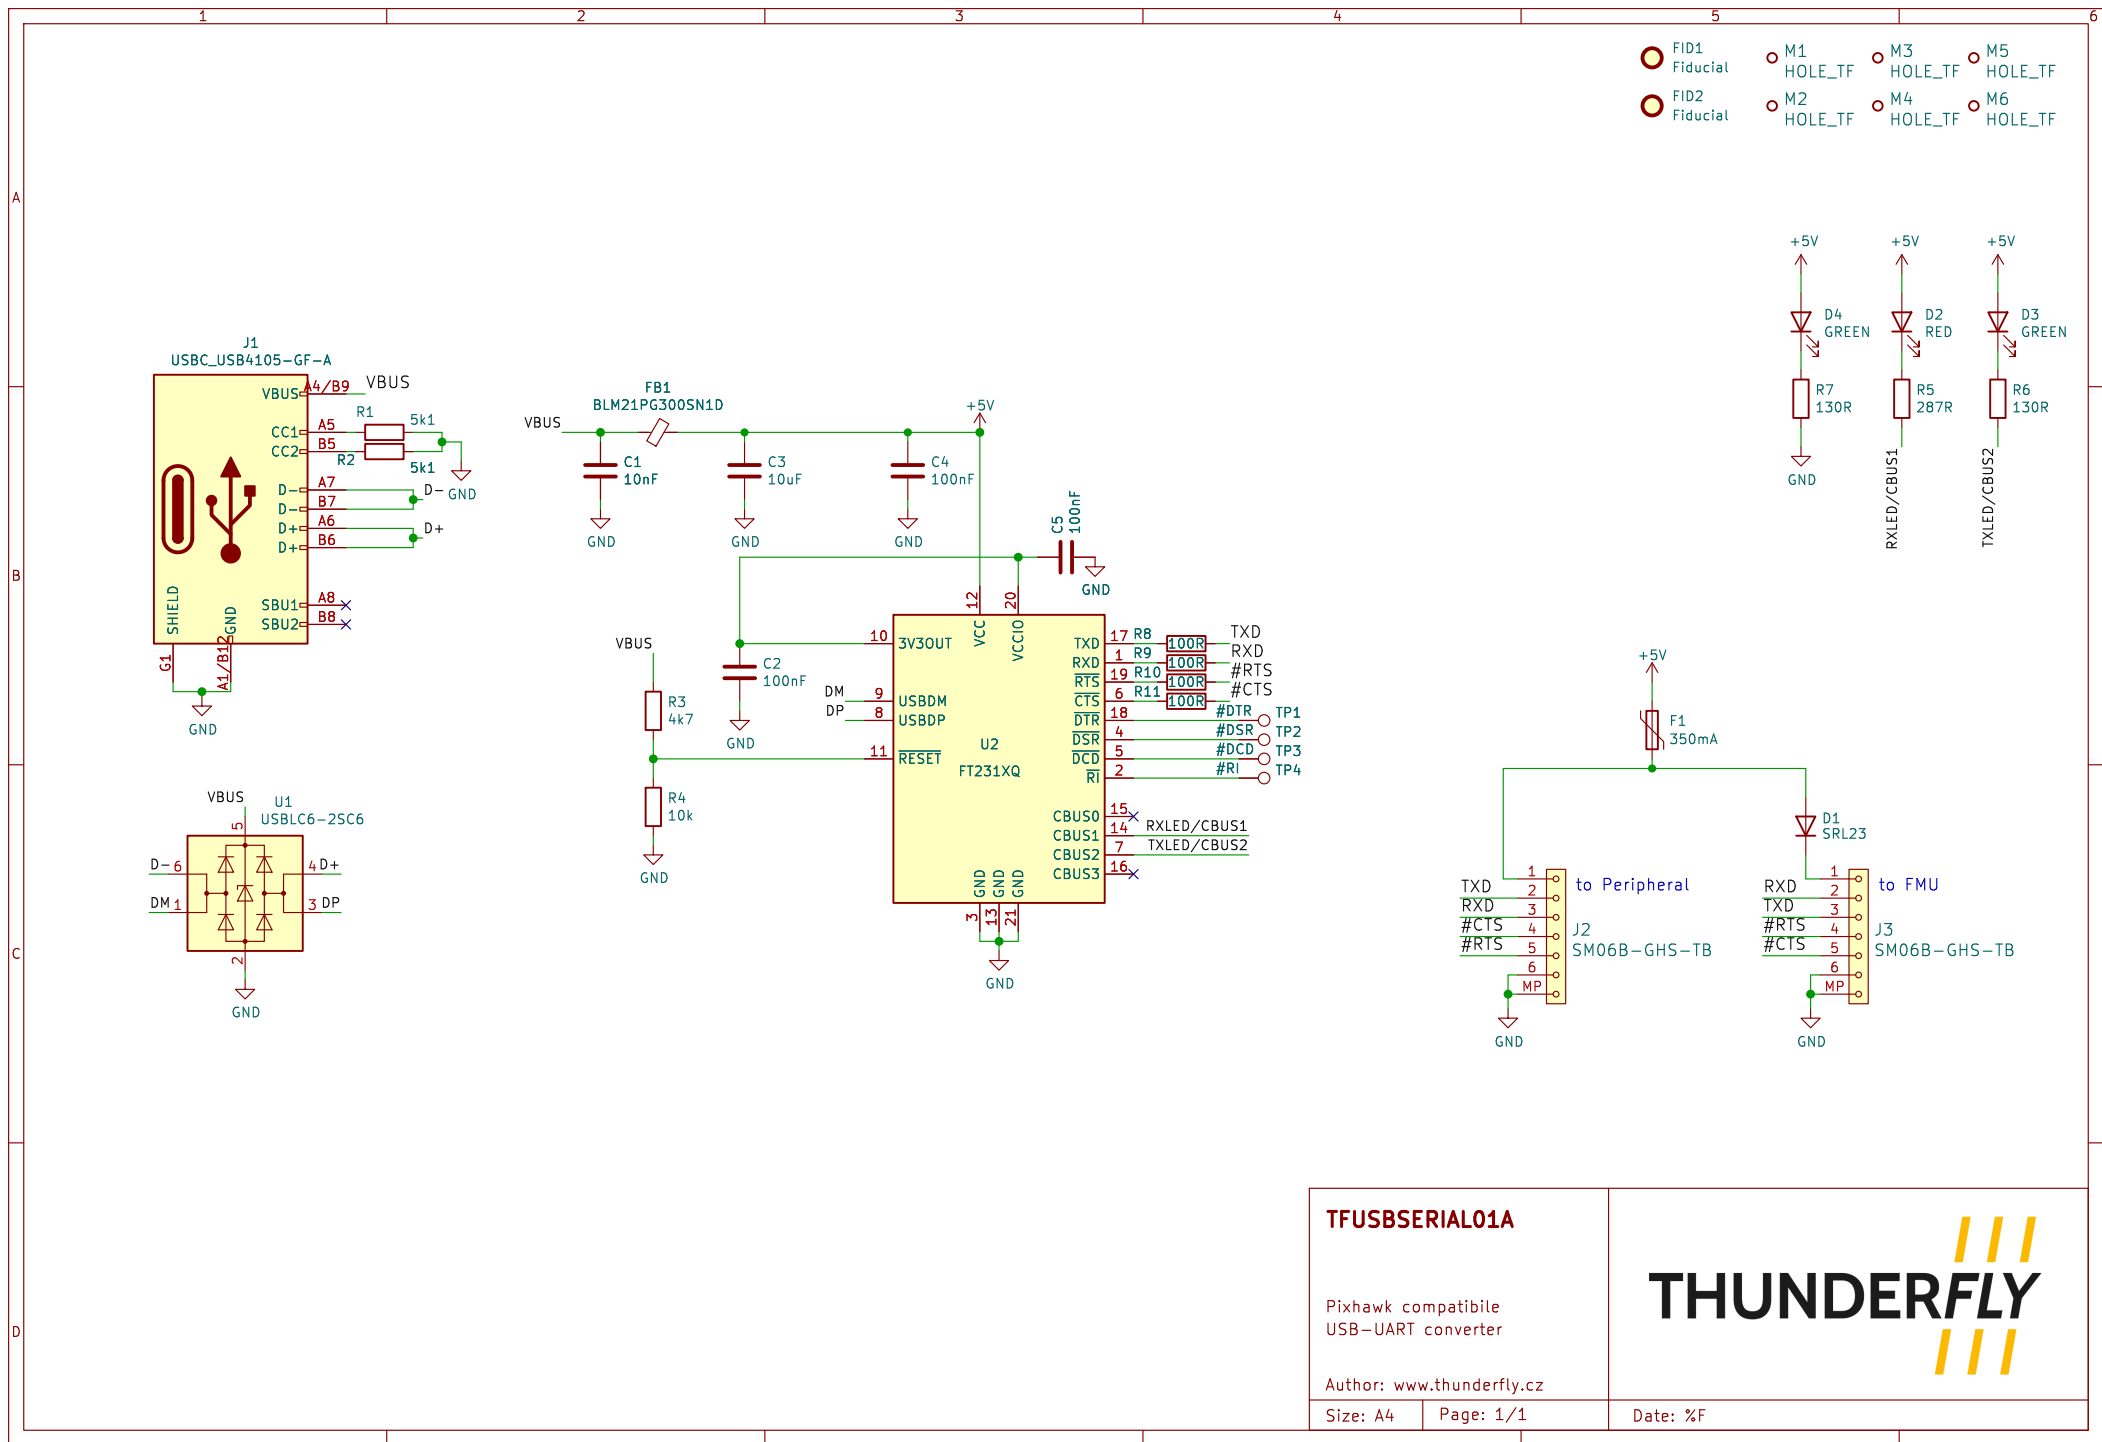 1 2 3 4 5 6
A
B
C
D
FID1
Fiducial
FID2
Fiducial
M1
HOLE_TF
M2
HOLE_TF
M3
HOLE_TF
M4
HOLE_TF
M5
HOLE_TF
M6
HOLE_TF
+5V
D4
GREEN
R7
130R
GND
+5V
D2
RED
R5
287R
RXLED/CBUS1
+5V
D3
GREEN
R6
130R
TXLED/CBUS2
J1
USBC_USB4105-GF-A
VBUS A4/B9 VBUS
CC1 A5 R1 5k1
CC2 B5 R2 5k1
GND
D- A7 D-
D- B7
D+ A6 D+
D+ B6
SBU1 A8
SBU2 B8
SHIELD
GND
G1
A1/B12
GND
VBUS
FB1
BLM21PG300SN1D
+5V
C1
10nF
GND
C3
10uF
GND
C4
100nF
GND
C5
100nF
GND
VBUS
R3
4k7
R4
10k
GND
C2
100nF
GND
DM
DP
U2
FT231XQ
12
VCC
20
VCCIO
10 3V3OUT
9 USBDM
8 USBDP
11 RESET
TXD 17 R8 100R TXD
RXD 1 R9 100R RXD
RTS 19 R10 100R #RTS
CTS 6 R11 100R #CTS
DTR 18 #DTR TP1
DSR 4 #DSR TP2
DCD 5 #DCD TP3
RI 2 #RI TP4
CBUS0 15
CBUS1 14 RXLED/CBUS1
CBUS2 7 TXLED/CBUS2
CBUS3 16
GND GND GND
3 13 21
GND
VBUS
U1
USBLC6-2SC6
5
D- 6
4 D+
DM 1
3 DP
2
GND
+5V
F1
350mA
D1
SRL23
1
TXD 2
RXD 3
#CTS 4
#RTS 5
6
MP
to Peripheral
J2
SM06B-GHS-TB
GND
1
RXD 2
TXD 3
#RTS 4
#CTS 5
6
MP
to FMU
J3
SM06B-GHS-TB
GND
TFUSBSERIAL01A
Pixhawk compatibile
USB-UART converter
Author: www.thunderfly.cz
Size: A4
Page: 1/1
Date: %F
THUNDERFLY